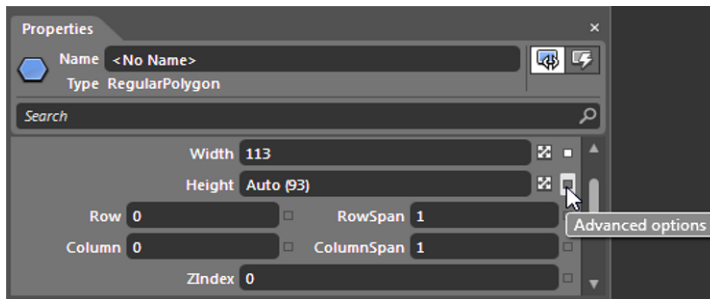 Properties
Name <No Name>
Type RegularPolygon
Search
Width 113
Height Auto (93)
Row 0 RowSpan 1
Advanced options
Column 0 ColumnSpan 1
ZIndex 0